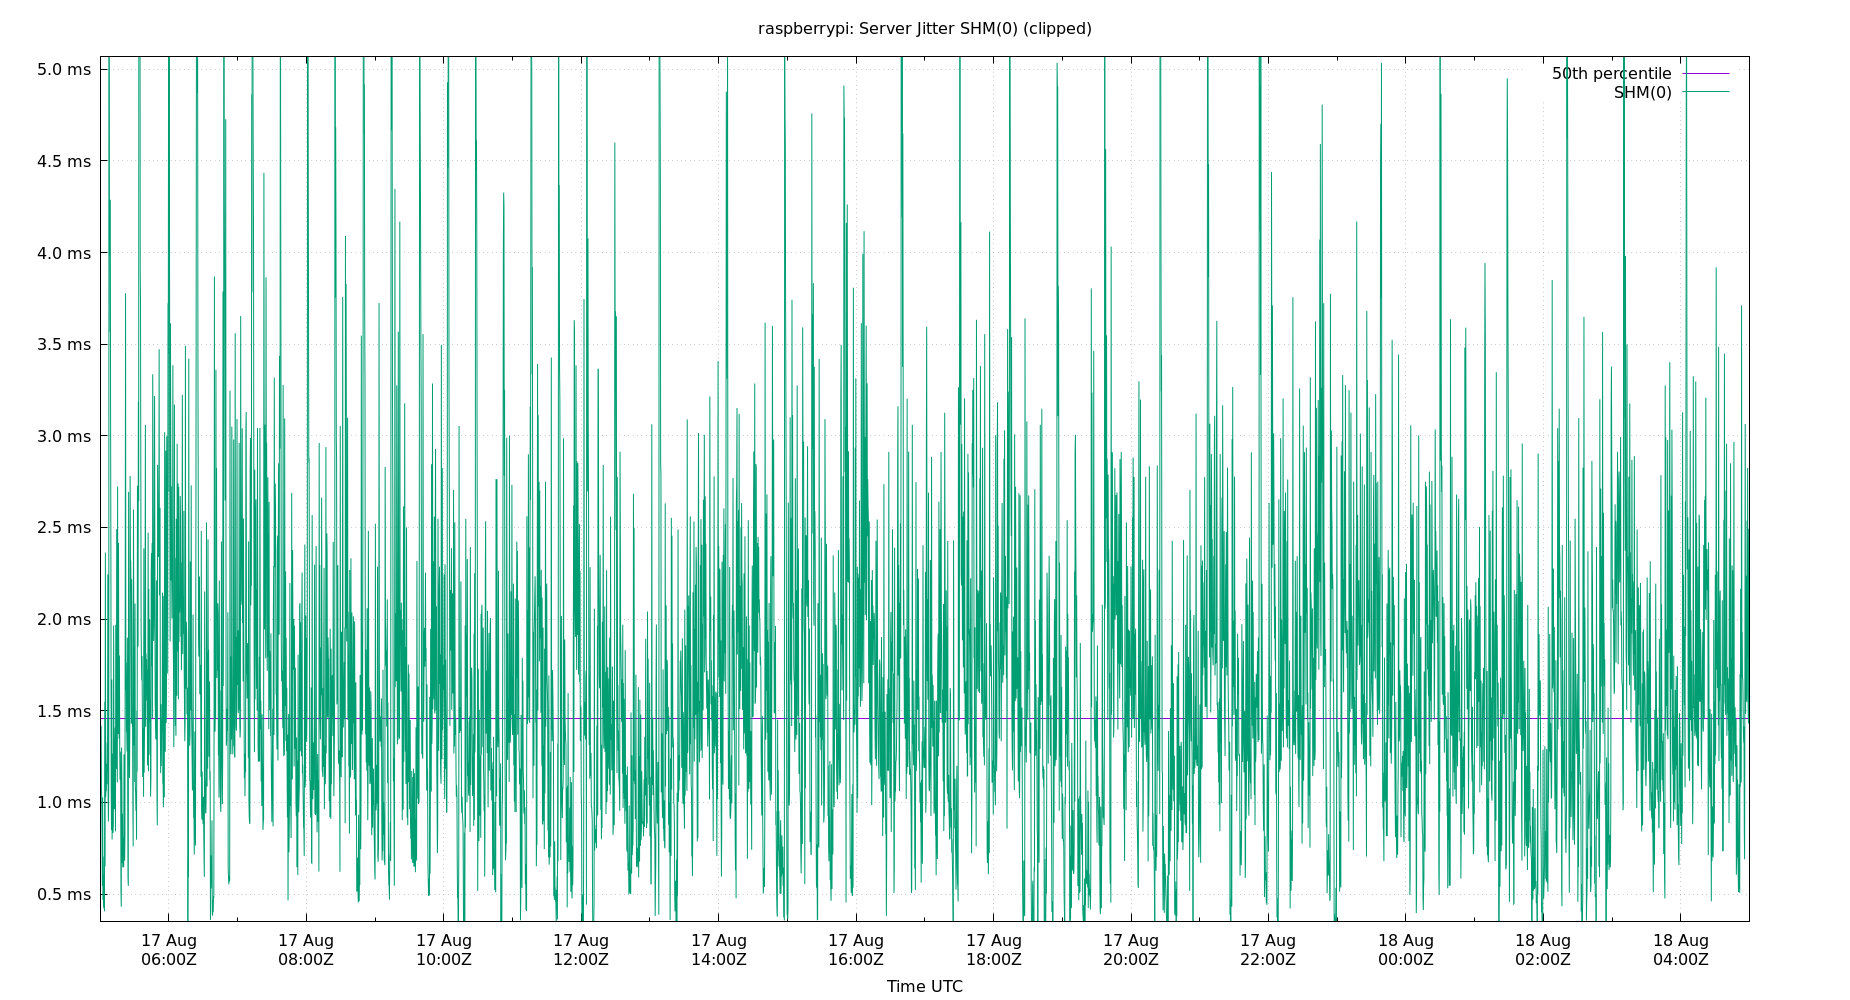 raspberrypi: Server Jitter SHM(0) (clipped)
5.0 ms
4.5 ms
4.0 ms
3.5 ms
3.0 ms
2.5 ms
2.0 ms
1.5 ms
1.0 ms
0.5 ms
50th percentile
SHM(0)
17 Aug 17 Aug 17 Aug 17 Aug 17 Aug 17 Aug 17 Aug 17 Aug 17 Aug 18 Aug 18 Aug 18 Aug
06:00Z 08:00Z 10:00Z 12:00Z 14:00Z 16:00Z 18:00Z 20:00Z 22:00Z 00:00Z 02:00Z 04:00Z
Time UTC